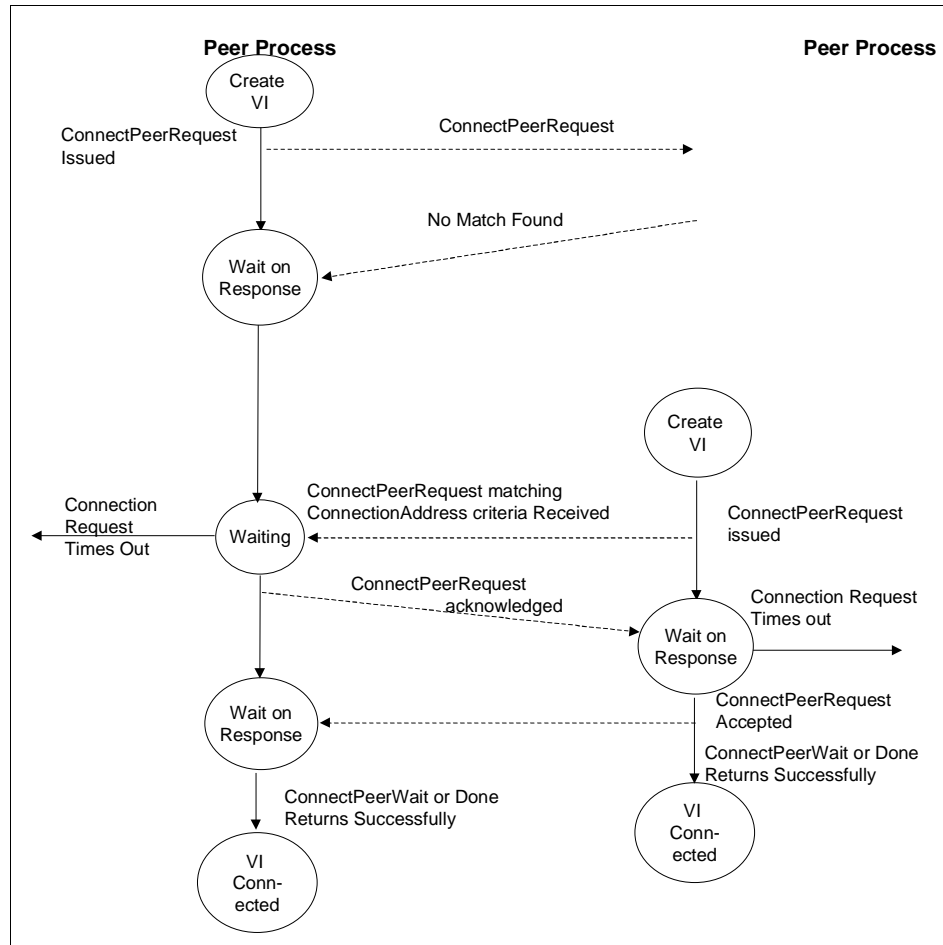 Peer Process
Peer Process
Create
VI
ConnectPeerRequest
Issued
ConnectPeerRequest
No Match Found
Wait on
Response
Create
VI
Connection
Request
Times Out
Waiting
ConnectPeerRequest matching
ConnectionAddress criteria Received
ConnectPeerRequest
issued
ConnectPeerRequest
acknowledged
Wait on
Response
Connection Request
Times out
Wait on
Response
ConnectPeerRequest
Accepted
ConnectPeerWait or Done
Returns Successfully
ConnectPeerWait or Done
Returns Successfully
VI
Conn-
ected
VI
Conn-
ected